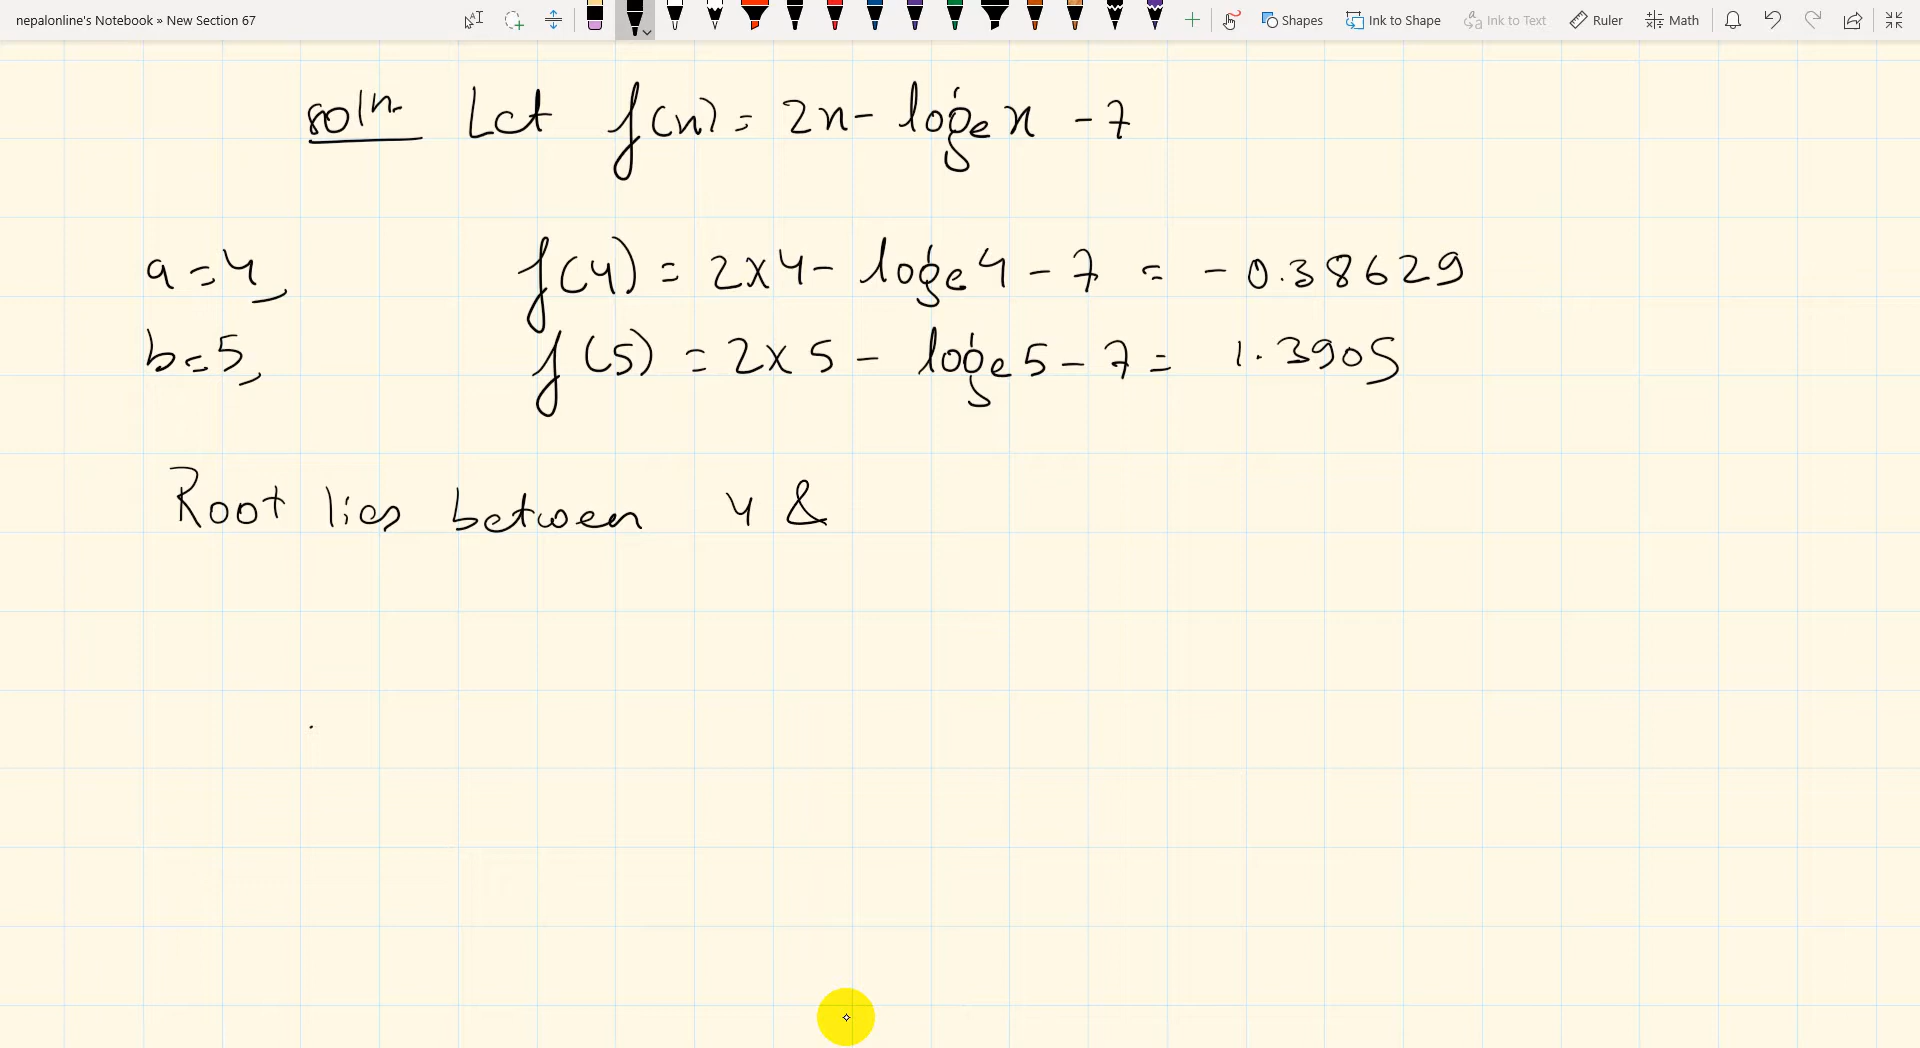 nepalonline's Notebook » New Section 67
Shapes Ink to Shape Ink to Text Ruler Math
soln. Let f(x) = 2x - logₑ x - 7
a = 4, f(4) = 2x4 - logₑ 4 - 7 = - 0.38629
b = 5, f(5) = 2x5 - logₑ 5 - 7 = 1.3905
Root lies between 4 &